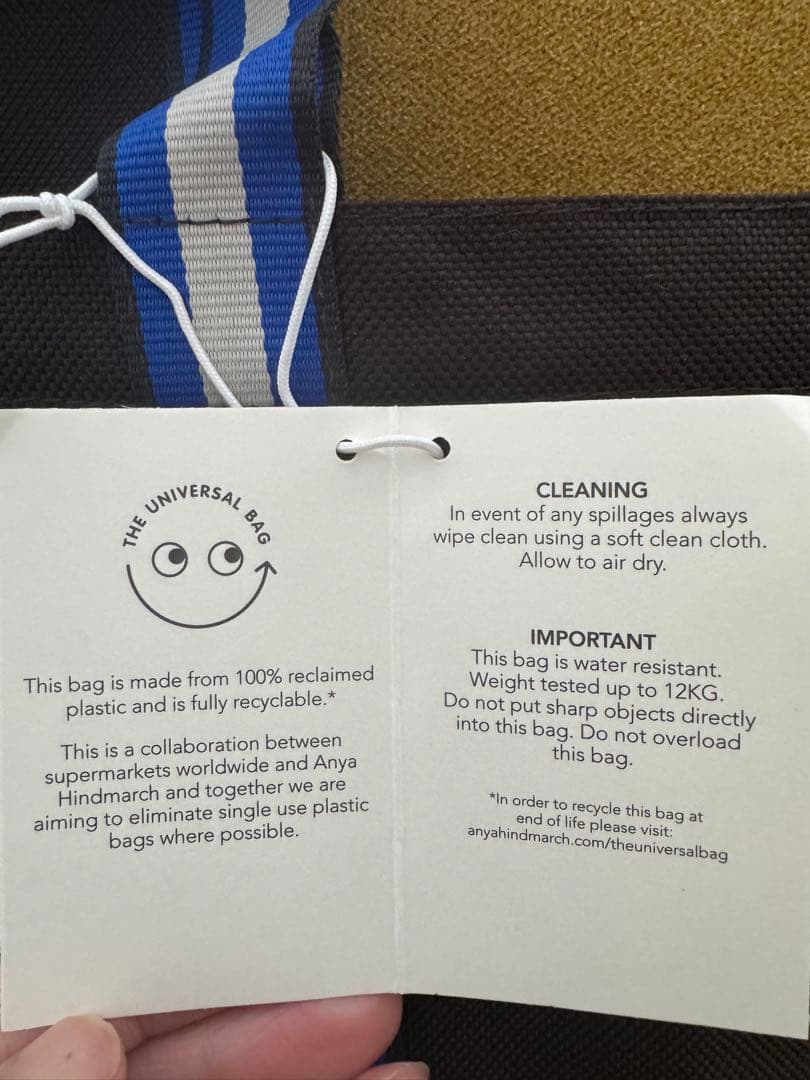 THE UNIVERSAL BAG
This bag is made from 100% reclaimed
plastic and is fully recyclable.*
This is a collaboration between
supermarkets worldwide and Anya
Hindmarch and together we are
aiming to eliminate single use plastic
bags where possible.
CLEANING
In event of any spillages always
wipe clean using a soft clean cloth.
Allow to air dry.
IMPORTANT
This bag is water resistant.
Weight tested up to 12KG.
Do not put sharp objects directly
into this bag. Do not overload
this bag.
*In order to recycle this bag at
end of life please visit:
anyahindmarch.com/theuniversalbag